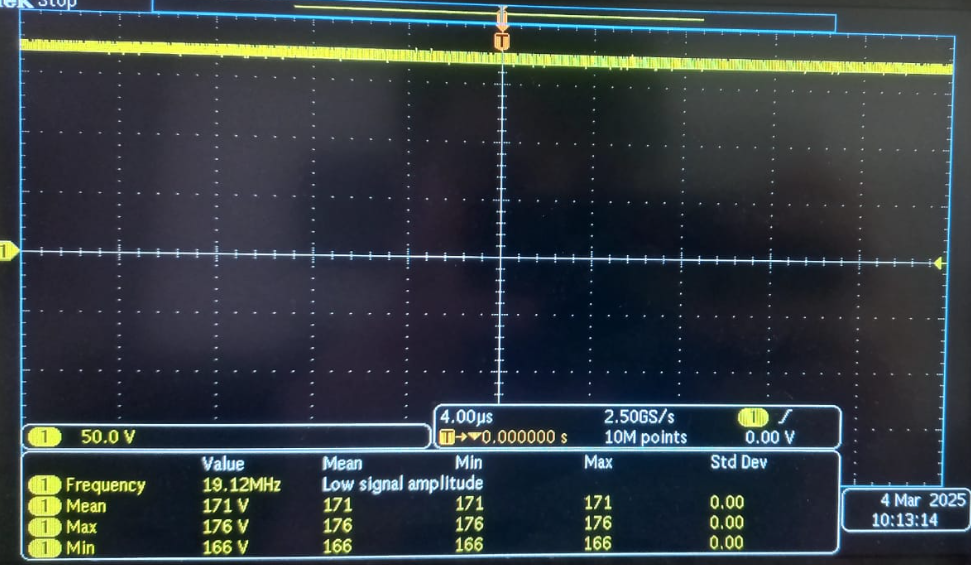 Stop
T
1
4.00µs 2.50GS/s 1
T→▼0.000000 s 10M points 0.00 V
1 50.0 V
Value Mean Min Max Std Dev
1 Frequency 19.12MHz Low signal amplitude
1 Mean 171 V 171 171 171 0.00
1 Max 176 V 176 176 176 0.00
1 Min 166 V 166 166 166 0.00
4 Mar 2025
10:13:14